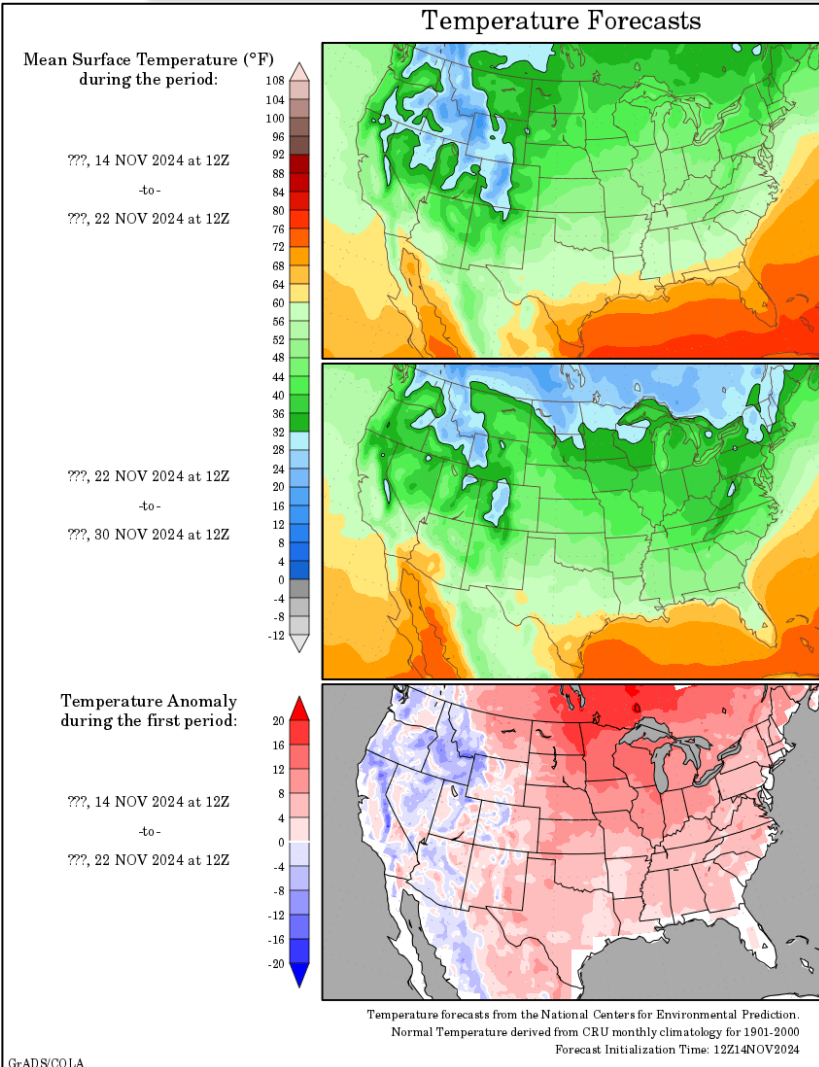 Temperature Forecasts
Mean Surface Temperature (°F)
during the period:
???, 14 NOV 2024 at 12Z
-to-
???, 22 NOV 2024 at 12Z
108
104
100
96
92
88
84
80
76
72
68
64
60
56
52
48
44
40
36
32
28
24
20
16
12
8
4
0
-4
-8
-12
???, 22 NOV 2024 at 12Z
-to-
???, 30 NOV 2024 at 12Z
Temperature Anomaly
during the first period:
???, 14 NOV 2024 at 12Z
-to-
???, 22 NOV 2024 at 12Z
20
16
12
8
4
0
-4
-8
-12
-16
-20
Temperature forecasts from the National Centers for Environmental Prediction.
Normal Temperature derived from CRU monthly climatology for 1901-2000
Forecast Initialization Time: 12Z14NOV2024
GrADS/COLA